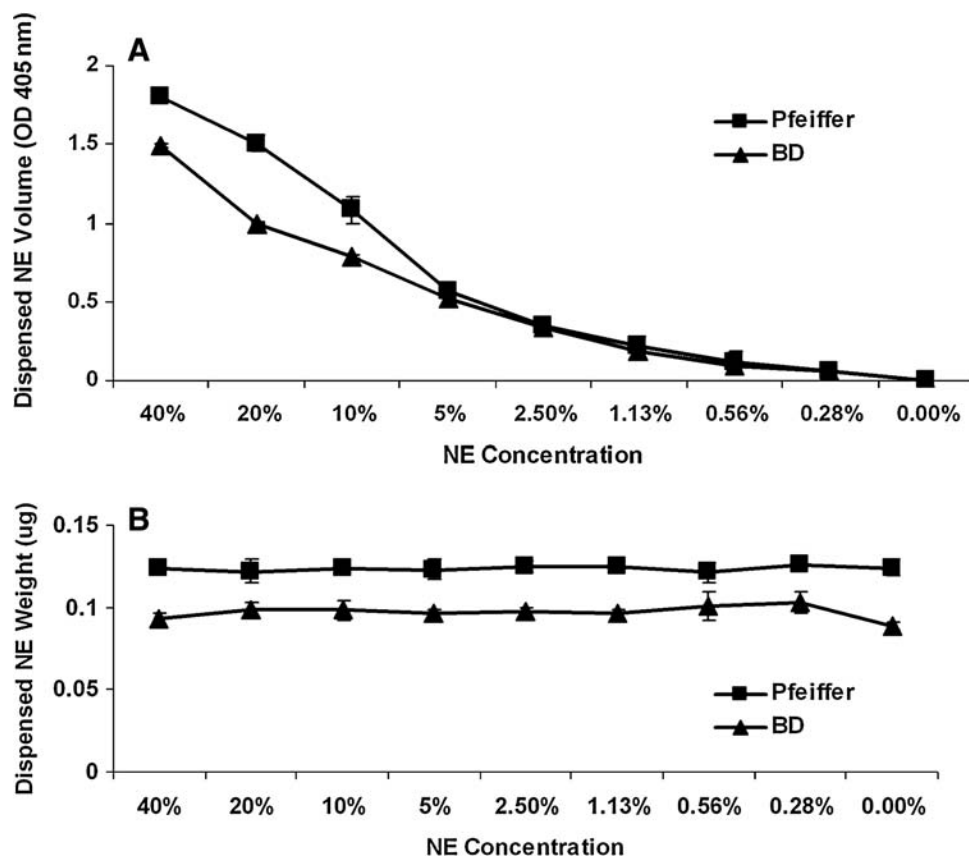 A
Dispensed NE Volume (OD 405 nm)
2
1.5
1
0.5
0
Pfeiffer
BD
40% 20% 10% 5% 2.50% 1.13% 0.56% 0.28% 0.00%
NE Concentration
B
Dispensed NE Weight (ug)
0.15
0.1
0.05
0
Pfeiffer
BD
40% 20% 10% 5% 2.50% 1.13% 0.56% 0.28% 0.00%
NE Concentration